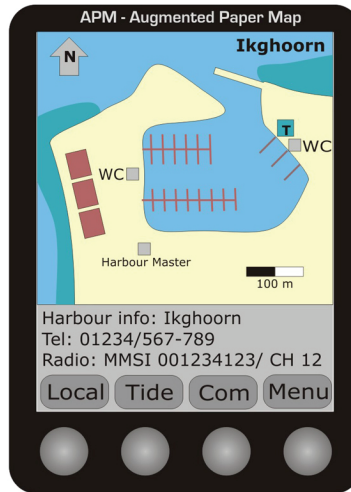 APM - Augmented Paper Map
Ikghoorn
N
T
WC
WC
Harbour Master
100 m
Harbour info: Ikghoorn
Tel: 01234/567-789
Radio: MMSI 001234123/ CH 12
Local Tide Com Menu